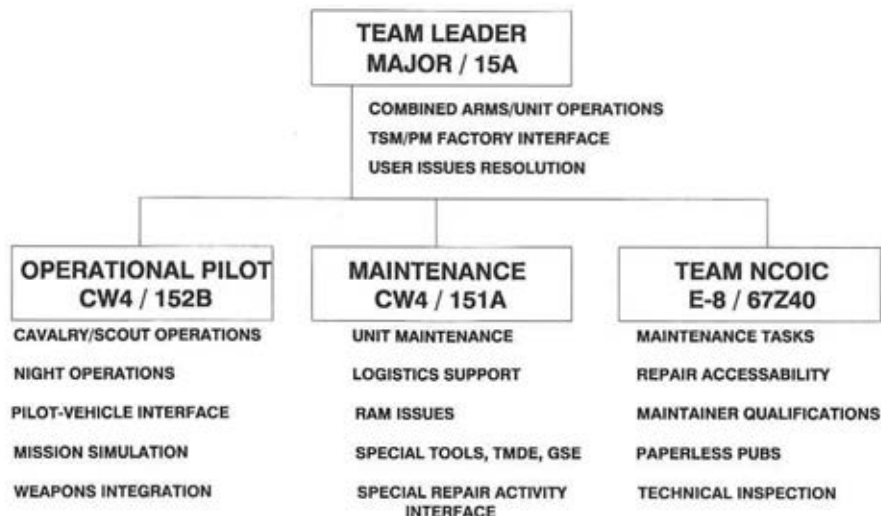 TEAM LEADER
MAJOR / 15A
COMBINED ARMS/UNIT OPERATIONS
TSM/PM FACTORY INTERFACE
USER ISSUES RESOLUTION
OPERATIONAL PILOT
CW4 / 152B
CAVALRY/SCOUT OPERATIONS
NIGHT OPERATIONS
PILOT-VEHICLE INTERFACE
MISSION SIMULATION
WEAPONS INTEGRATION
MAINTENANCE
CW4 / 151A
UNIT MAINTENANCE
LOGISTICS SUPPORT
RAM ISSUES
SPECIAL TOOLS, TMDE, GSE
SPECIAL REPAIR ACTIVITY
INTERFACE
TEAM NCOIC
E-8 / 67Z40
MAINTENANCE TASKS
REPAIR ACCESSABILITY
MAINTAINER QUALIFICATIONS
PAPERLESS PUBS
TECHNICAL INSPECTION